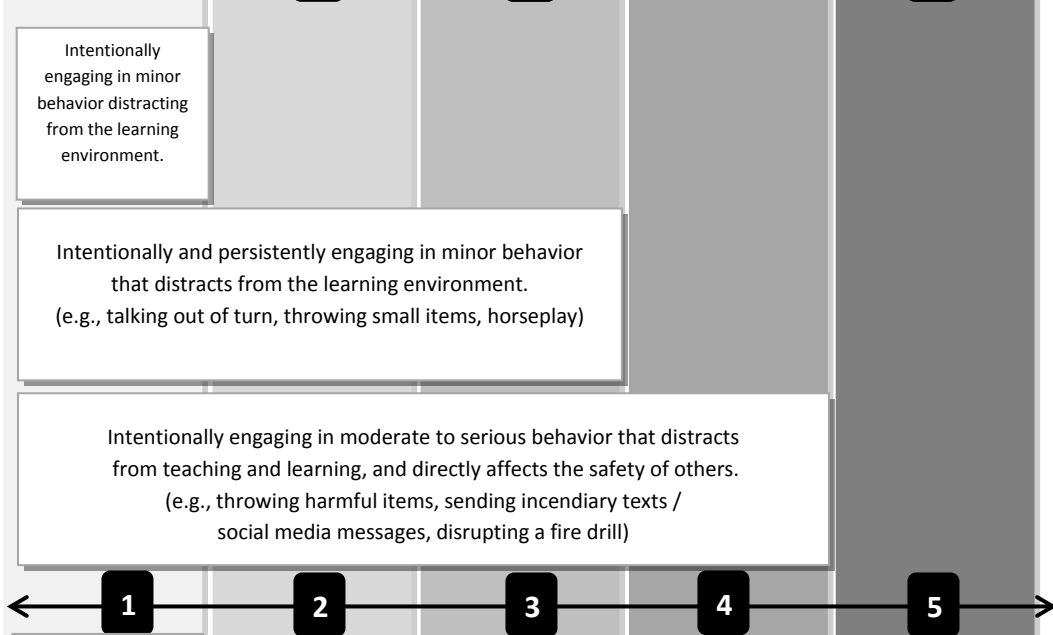 Intentionally
engaging in minor
behavior distracting
from the learning
environment.
Intentionally and persistently engaging in minor behavior
that distracts from the learning environment.
(e.g., talking out of turn, throwing small items, horseplay)
Intentionally engaging in moderate to serious behavior that distracts
from teaching and learning, and directly affects the safety of others.
(e.g., throwing harmful items, sending incendiary texts /
social media messages, disrupting a fire drill)
1 2 3 4 5